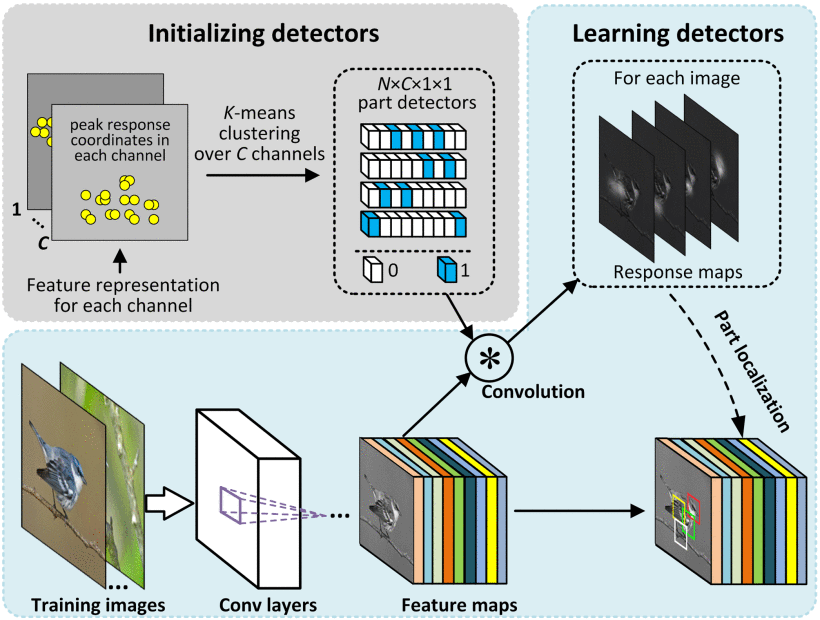 Initializing detectors
Learning detectors
peak response
coordinates in
each channel
1
C
Feature representation
for each channel
K-means
clustering
over C channels
N×C×1×1
part detectors
0
1
For each image
Response maps
Part localization
*
Convolution
...
...
Training images
Conv layers
Feature maps